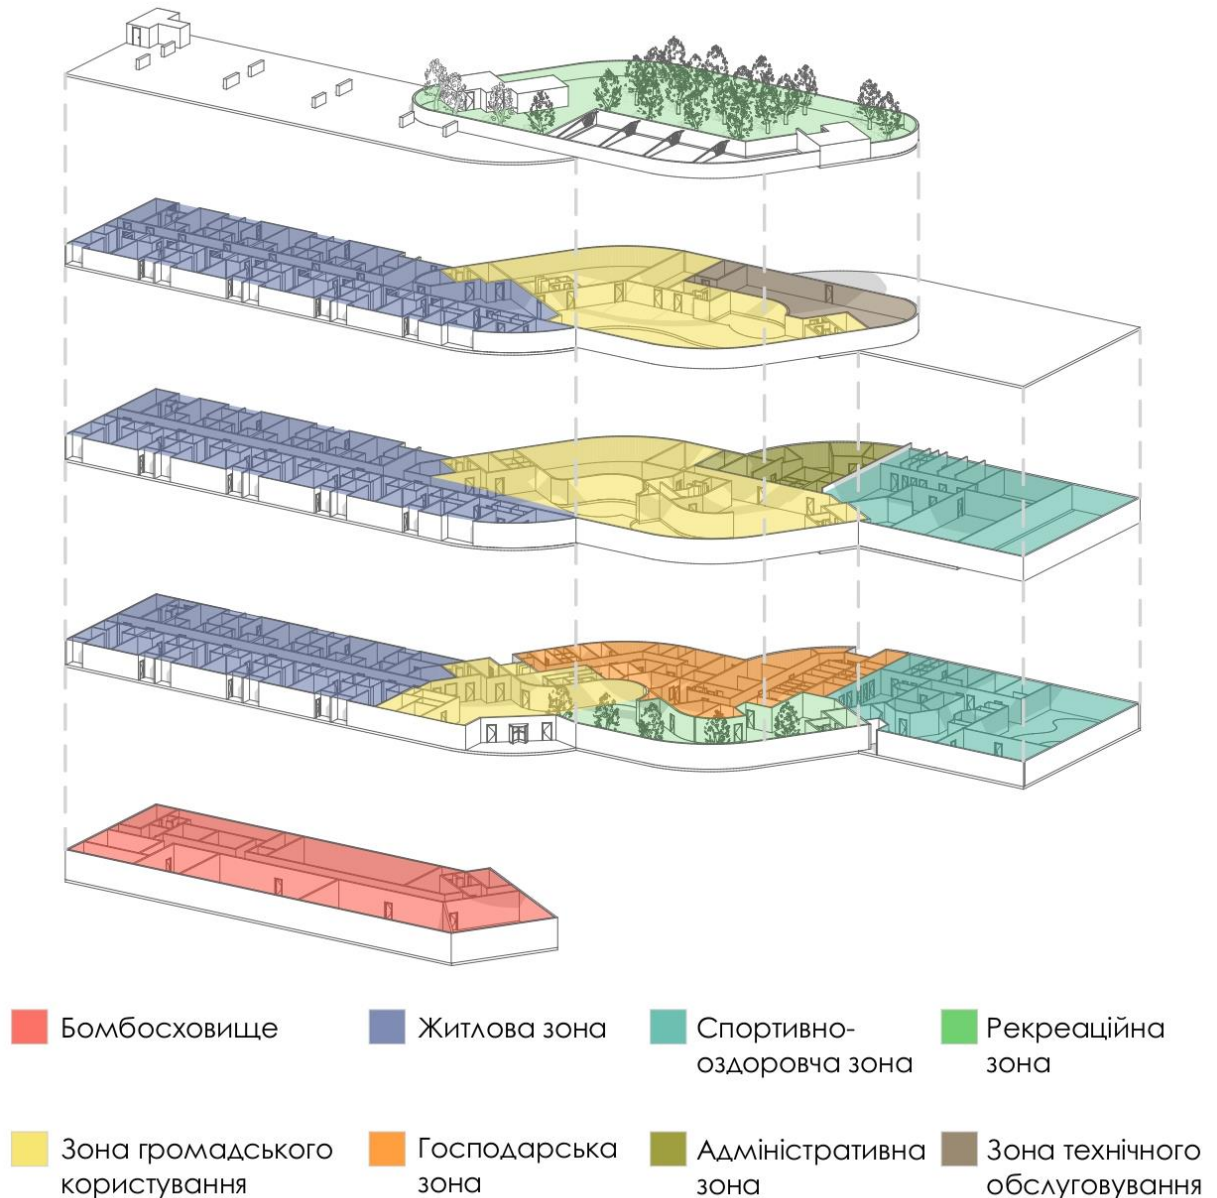 Бомбосховище
Житлова зона
Спортивно-
оздоровча зона
Рекреаційна
зона
Зона громадського
користування
Господарська
зона
Адміністративна
зона
Зона технічного
обслуговування